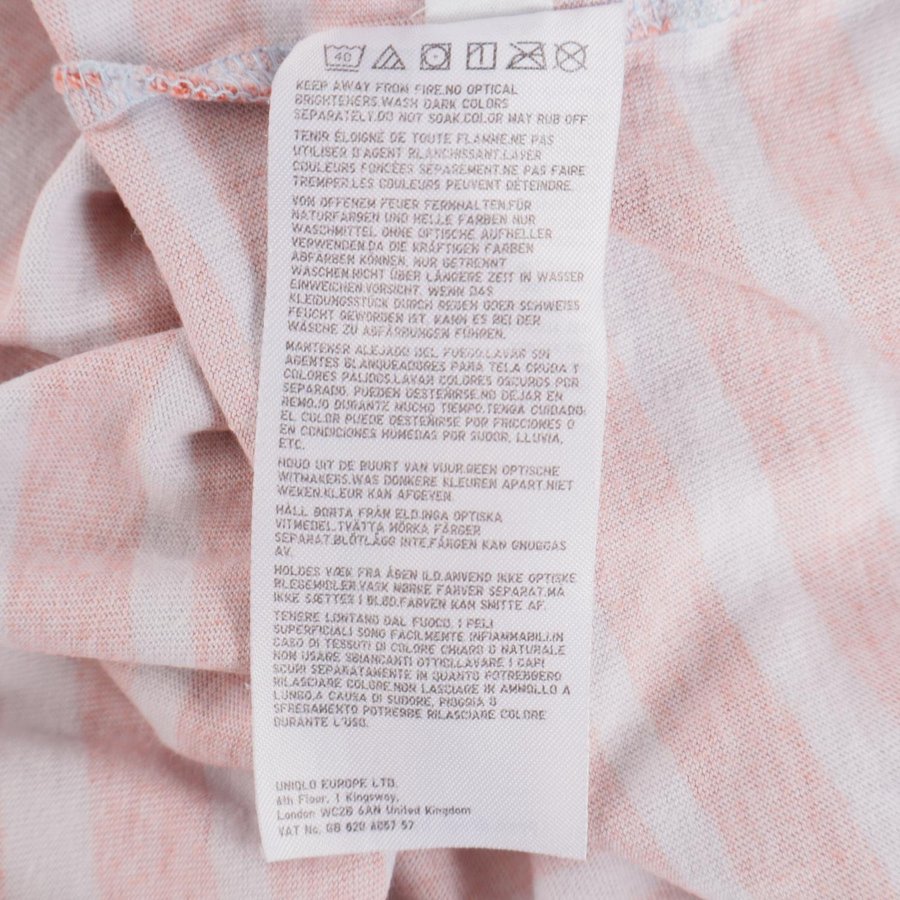 40
KEEP AWAY FROM FIRE.NO OPTICAL
BRIGHTENERS.WASH DARK COLORS
SEPARATELY.DO NOT SOAK.COLOR MAY RUB OFF.
TENIR ÉLOIGNÉ DE TOUTE FLAMME.NE PAS
UTILISER D'AGENT BLANCHISSANT.LAVER
COULEURS FONCÉES SÉPAREMENT.NE PAS FAIRE
TREMPER.LES COULEURS PEUVENT DÉTEINDRE.
VON OFFENEM FEUER FERNHALTEN.FÜR
NATURFARBEN UND HELLE FARBEN NUR
WASCHMITTEL OHNE OPTISCHE AUFHELLER
VERWENDEN.DA DIE KRÄFTIGEN FARBEN
ABFÄRBEN KÖNNEN, NUR GETRENNT
WASCHEN.NICHT ÜBER LÄNGERE ZEIT IN WASSER
EINWEICHEN.VORSICHT. WENN DAS
KLEIDUNGSSTÜCK DURCH REGEN ODER SCHWEISS
FEUCHT GEWORDEN IST, KANN ES BEI DER
WÄSCHE ZU ABFÄRBUNGEN FÜHREN.
MANTENER ALEJADO DEL FUEGO.LAVAR SIN
AGENTES BLANQUEADORES PARA TELA CRUDA Y
COLORES PÁLIDOS.LAVAR COLORES OSCUROS POR
SEPARADO. PUEDEN DESTEÑIRSE.NO DEJAR EN
REMOJO DURANTE MUCHO TIEMPO.TENGA CUIDADO:
EL COLOR PUEDE DESTEÑIRSE POR FRICCIONES O
EN CONDICIONES HÚMEDAS POR SUDOR, LLUVIA,
ETC.
HOUD UIT DE BUURT VAN VUUR.GEEN OPTISCHE
WITMAKERS.WAS DONKERE KLEUREN APART.NIET
WEKEN.KLEUR KAN AFGEVEN.
HÅLL BORTA FRÅN ELD.INGA OPTISKA
VITMEDEL.TVÄTTA MÖRKA FÄRGER
SEPARAT.BLÖTLÄGG INTE.FÄRGEN KAN GNUGGAS
AV.
HOLDES VÆK FRA ÅBEN ILD.ANVEND IKKE OPTISKE
BLEGEMIDLER.VASK MØRKE FARVER SEPARAT.MÅ
IKKE SÆTTES I BLØD.FARVEN KAN SMITTE AF.
TENERE LONTANO DAL FUOCO. I PELI
SUPERFICIALI SONO FACILMENTE INFIAMMABILI.IN
CASO DI TESSUTI DI COLORE CHIARO O NATURALE
NON USARE SBIANCANTI OTTICI.LAVARE I CAPI
SCURI SEPARATAMENTE IN QUANTO POTREBBERO
RILASCIARE COLORE.NON LASCIARE IN AMMOLLO A
LUNGO.A CAUSA DI SUDORE, PIOGGIA O
SFREGAMENTO POTREBBE RILASCIARE COLORE
DURANTE L'USO.
UNIQLO EUROPE LTD.
6th Floor, 1 Kingsway,
London WC2B 6AN United Kingdom
VAT No. GB 620 6057 57